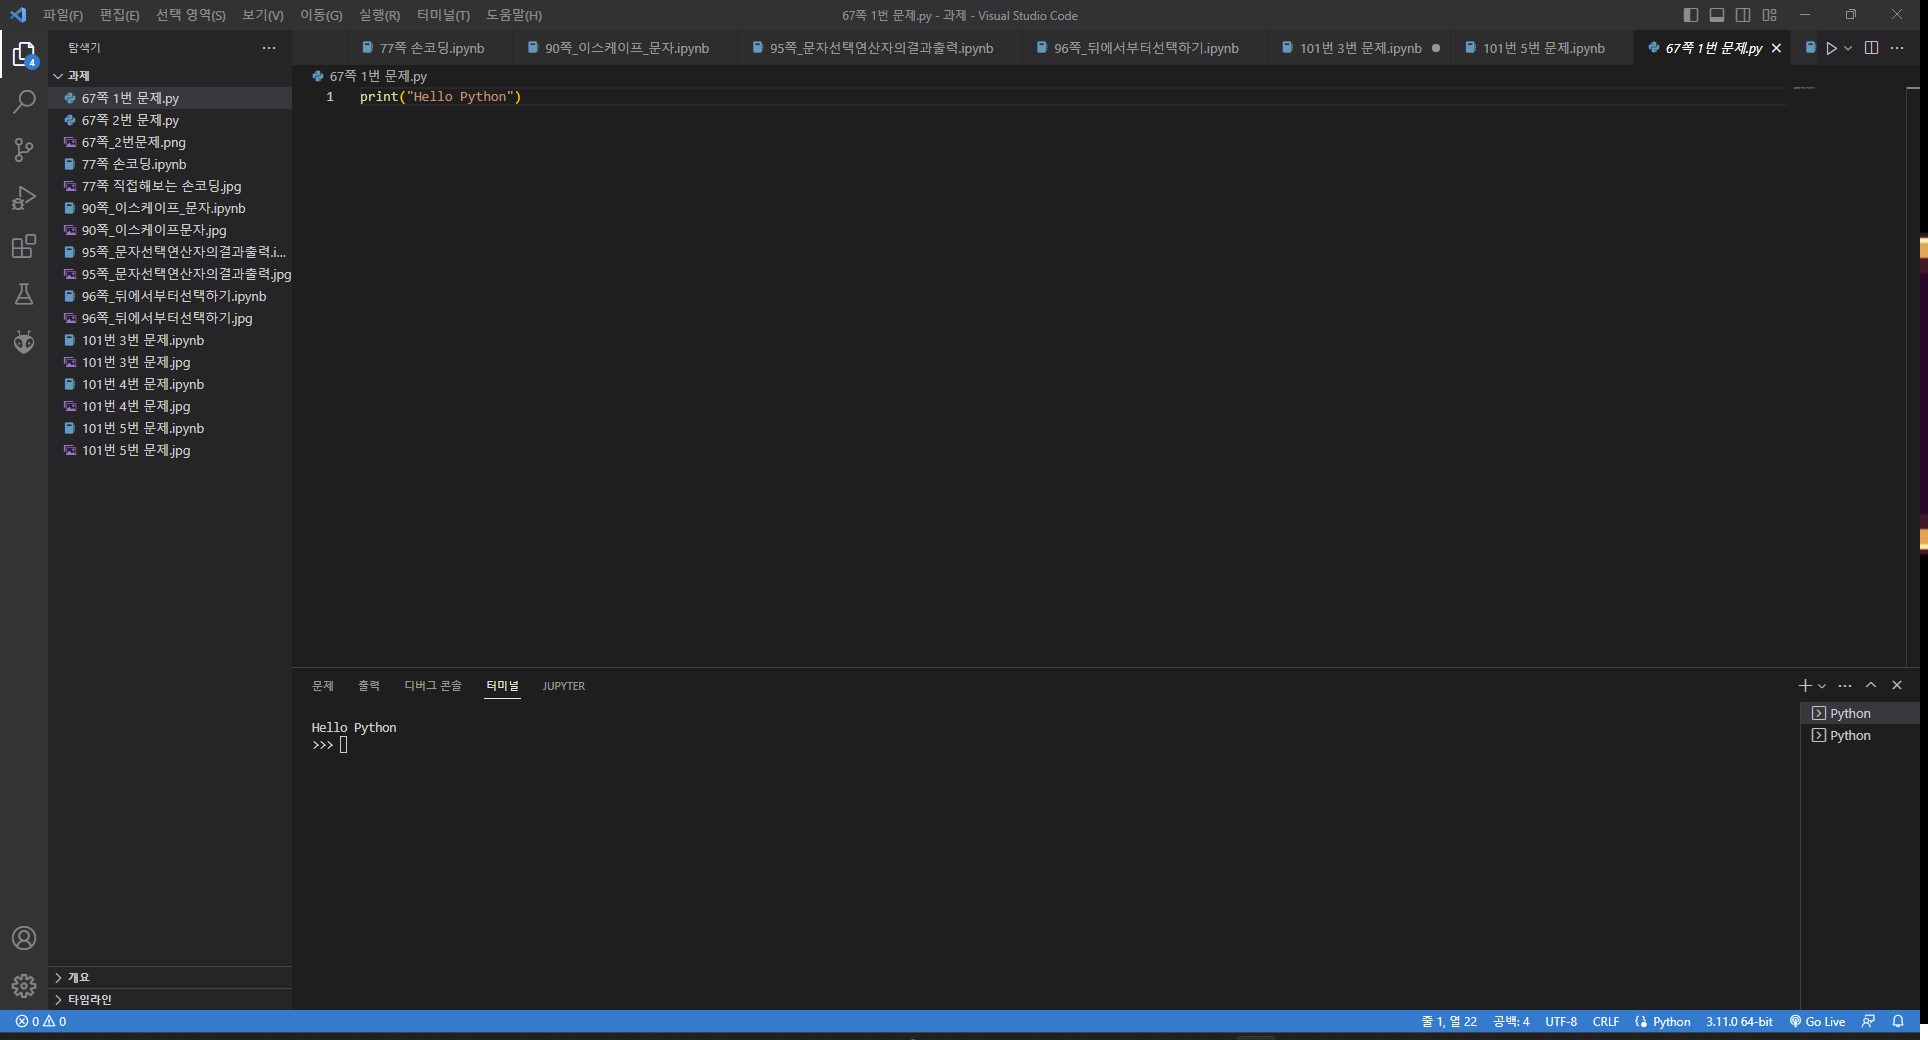 파일(F) 편집(E) 선택 영역(S) 보기(V) 이동(G) 실행(R) 터미널(T) 도움말(H) 67쪽 1번 문제.py - 과제 - Visual Studio Code
탐색기
77쪽 손코딩.ipynb 90쪽_이스케이프_문자.ipynb 95쪽_문자선택연산자의결과출력.ipynb 96쪽_뒤에서부터선택하기.ipynb 101번 3번 문제.ipynb 101번 5번 문제.ipynb 67쪽 1번 문제.py
4
과제
67쪽 1번 문제.py
67쪽 2번 문제.py
67쪽_2번문제.png
77쪽 손코딩.ipynb
77쪽 직접해보는 손코딩.jpg
90쪽_이스케이프_문자.ipynb
90쪽_이스케이프문자.jpg
95쪽_문자선택연산자의결과출력.i...
95쪽_문자선택연산자의결과출력.jpg
96쪽_뒤에서부터선택하기.ipynb
96쪽_뒤에서부터선택하기.jpg
101번 3번 문제.ipynb
101번 3번 문제.jpg
101번 4번 문제.ipynb
101번 4번 문제.jpg
101번 5번 문제.ipynb
101번 5번 문제.jpg
67쪽 1번 문제.py
1 print("Hello Python")
문제 출력 디버그 콘솔 터미널 JUPYTER
Hello Python
>>>
Python
Python
개요
타임라인
0 0 줄 1, 열 22 공백: 4 UTF-8 CRLF Python 3.11.0 64-bit Go Live